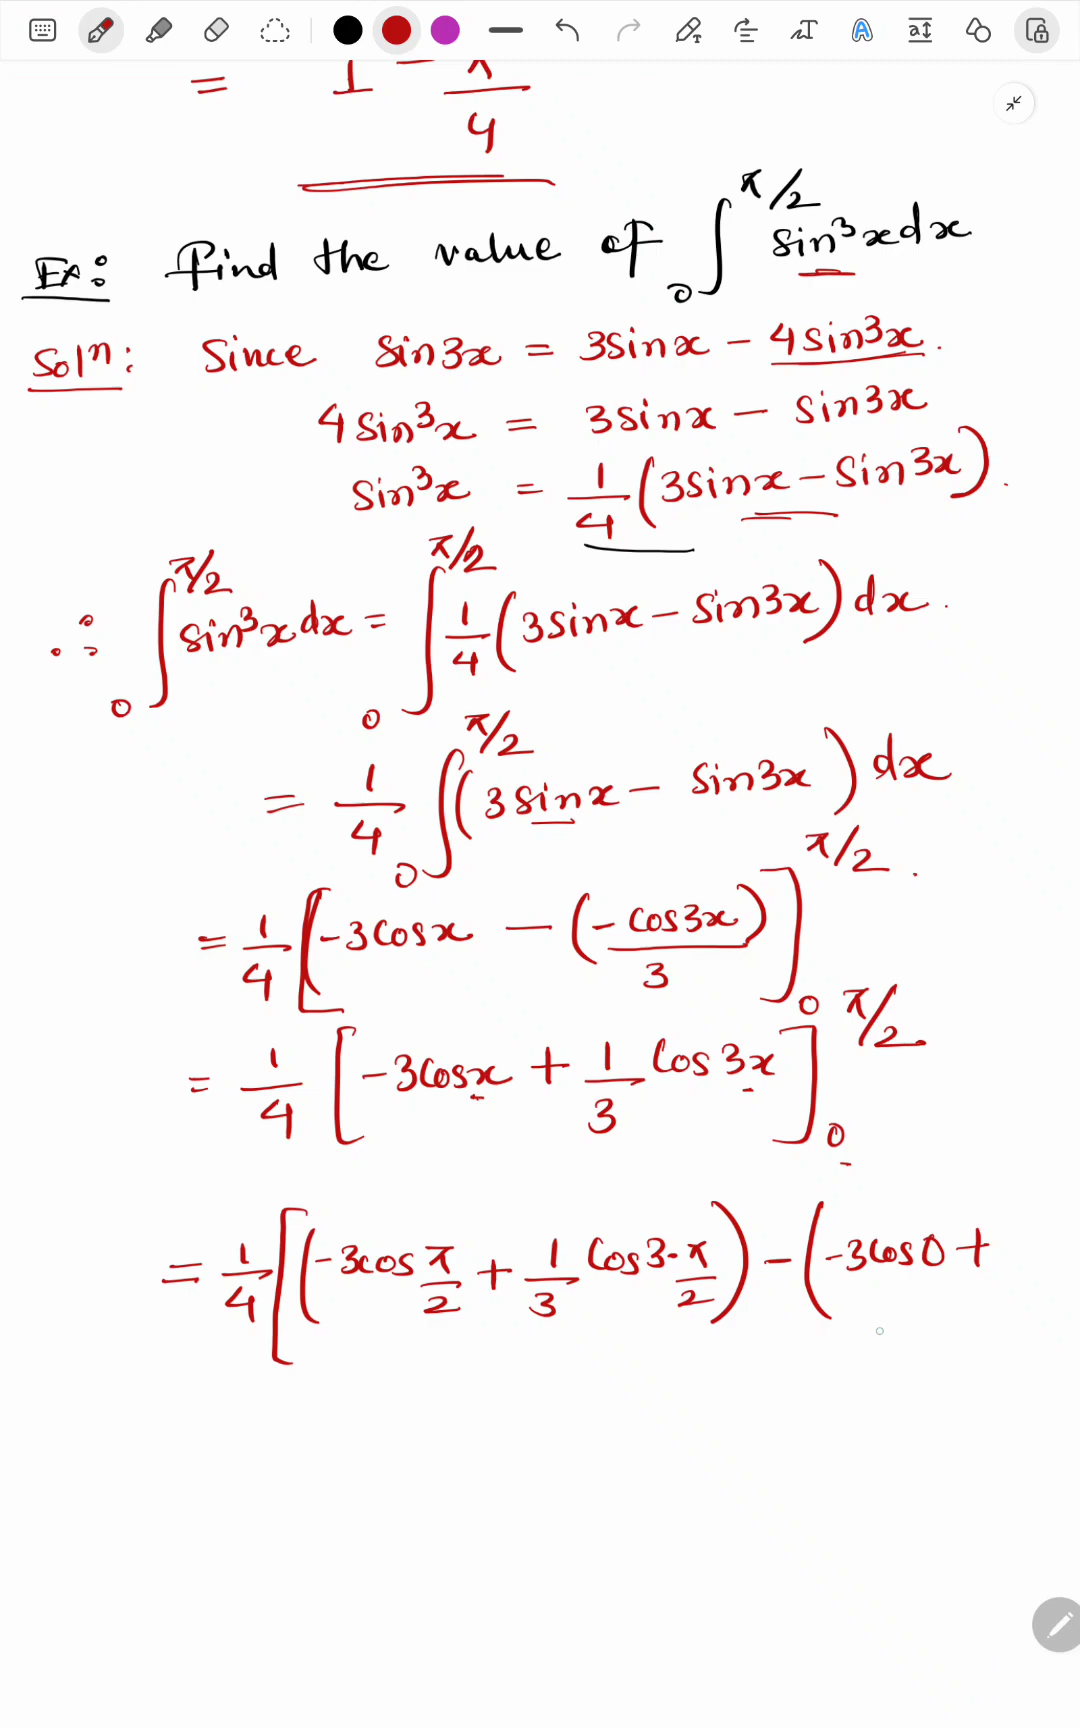 = 1 - π/4
Ex: Find the value of ∫₀^(π/2) sin³x dx
Solⁿ: Since sin3x = 3sinx - 4sin³x.
4sin³x = 3sinx - sin3x
sin³x = 1/4 (3sinx - sin3x).
∴ ∫₀^(π/2) sin³x dx = ∫₀^(π/2) 1/4 (3sinx - sin3x) dx.
= 1/4 ∫₀^(π/2) (3sinx - sin3x) dx
= 1/4 [-3cosx - (-cos3x)/3]₀^(π/2).
= 1/4 [-3cosx + 1/3 cos3x]₀^(π/2)
= 1/4 [(-3cos π/2 + 1/3 cos3·π/2) - (-3cos0 +